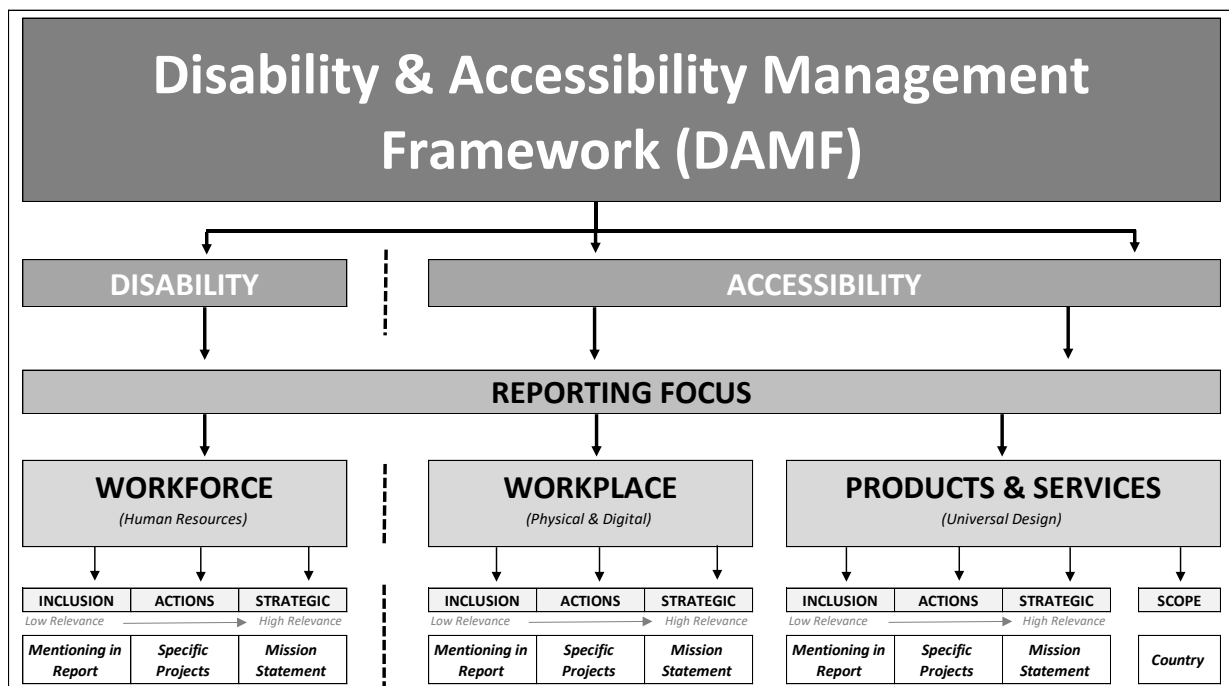 Disability & Accessibility Management
Framework (DAMF)
DISABILITY
ACCESSIBILITY
REPORTING FOCUS
WORKFORCE
(Human Resources)
WORKPLACE
(Physical & Digital)
PRODUCTS & SERVICES
(Universal Design)
INCLUSION ACTIONS STRATEGIC
Low Relevance High Relevance
Mentioning in Report
Specific Projects
Mission Statement
INCLUSION ACTIONS STRATEGIC
Low Relevance High Relevance
Mentioning in Report
Specific Projects
Mission Statement
INCLUSION ACTIONS STRATEGIC
Low Relevance High Relevance
Mentioning in Report
Specific Projects
Mission Statement
SCOPE
Country